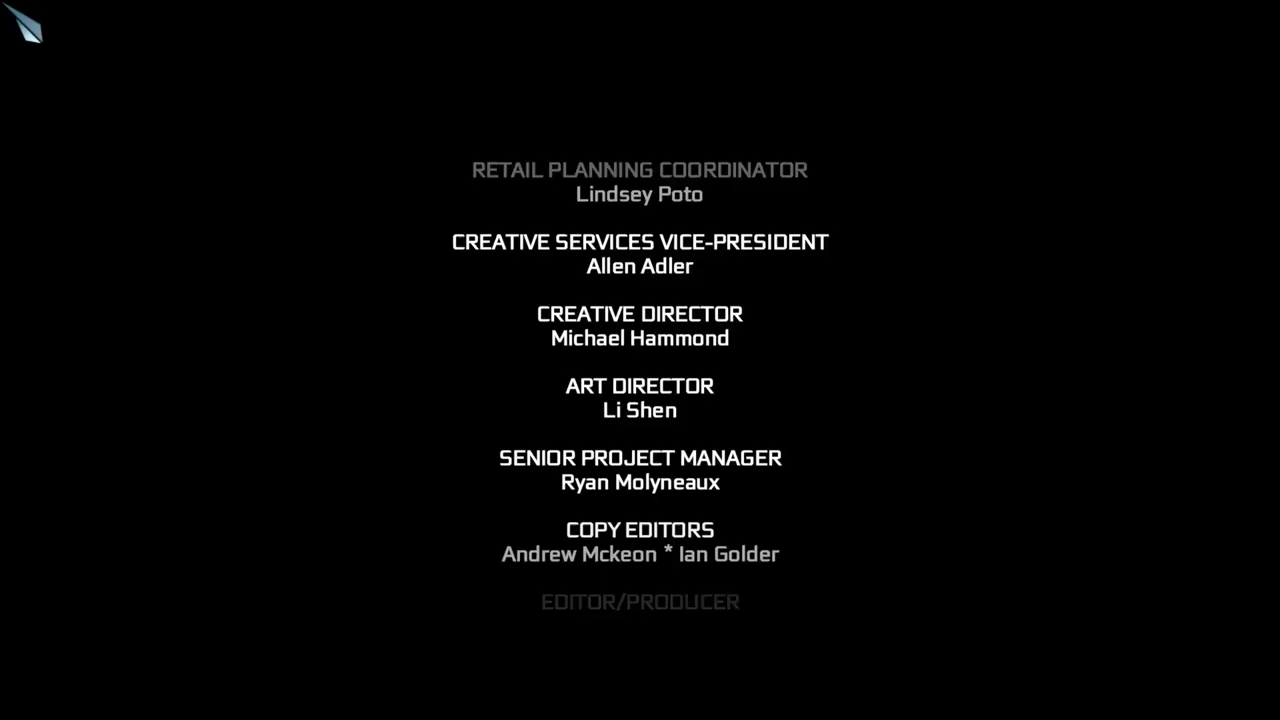 RETAIL PLANNING COORDINATOR
Lindsey Poto
CREATIVE SERVICES VICE-PRESIDENT
Allen Adler
CREATIVE DIRECTOR
Michael Hammond
ART DIRECTOR
Li Shen
SENIOR PROJECT MANAGER
Ryan Molyneaux
COPY EDITORS
Andrew Mckeon * Ian Golder
EDITOR/PRODUCER